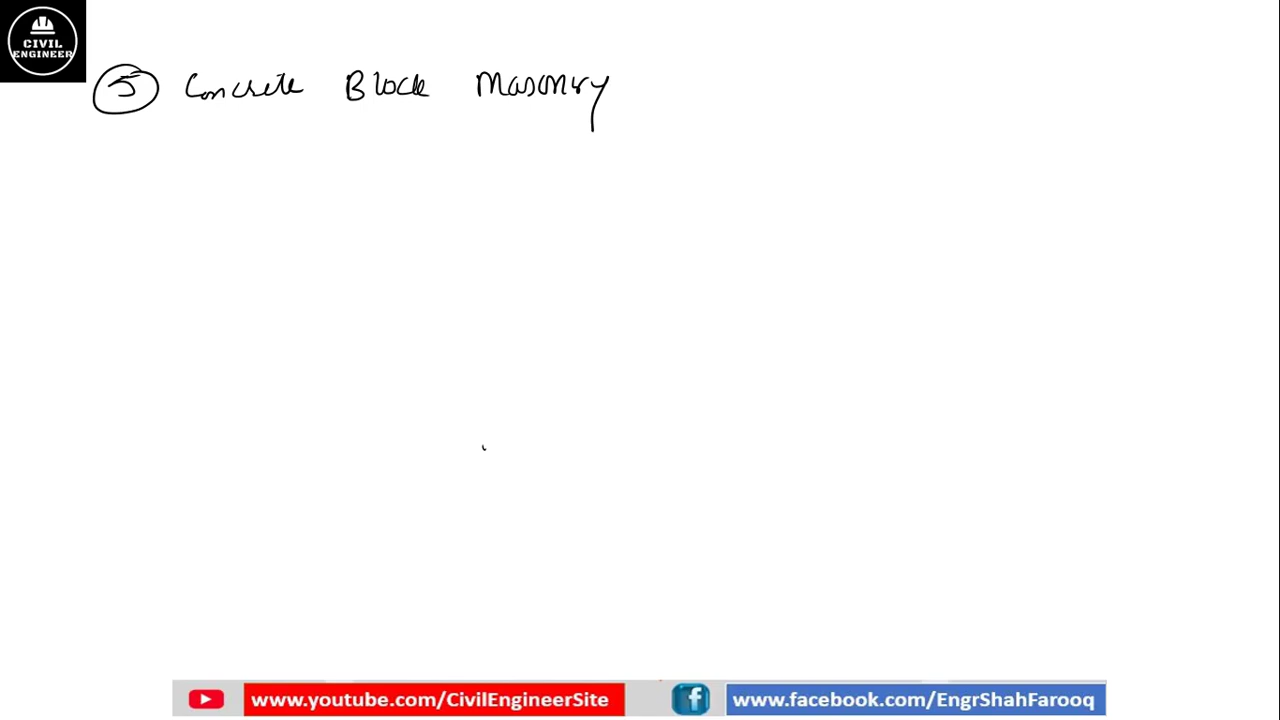 CIVIL
ENGINEER
5 Concrete Block Masonry
www.youtube.com/CivilEngineerSite
www.facebook.com/EngrShahFarooq